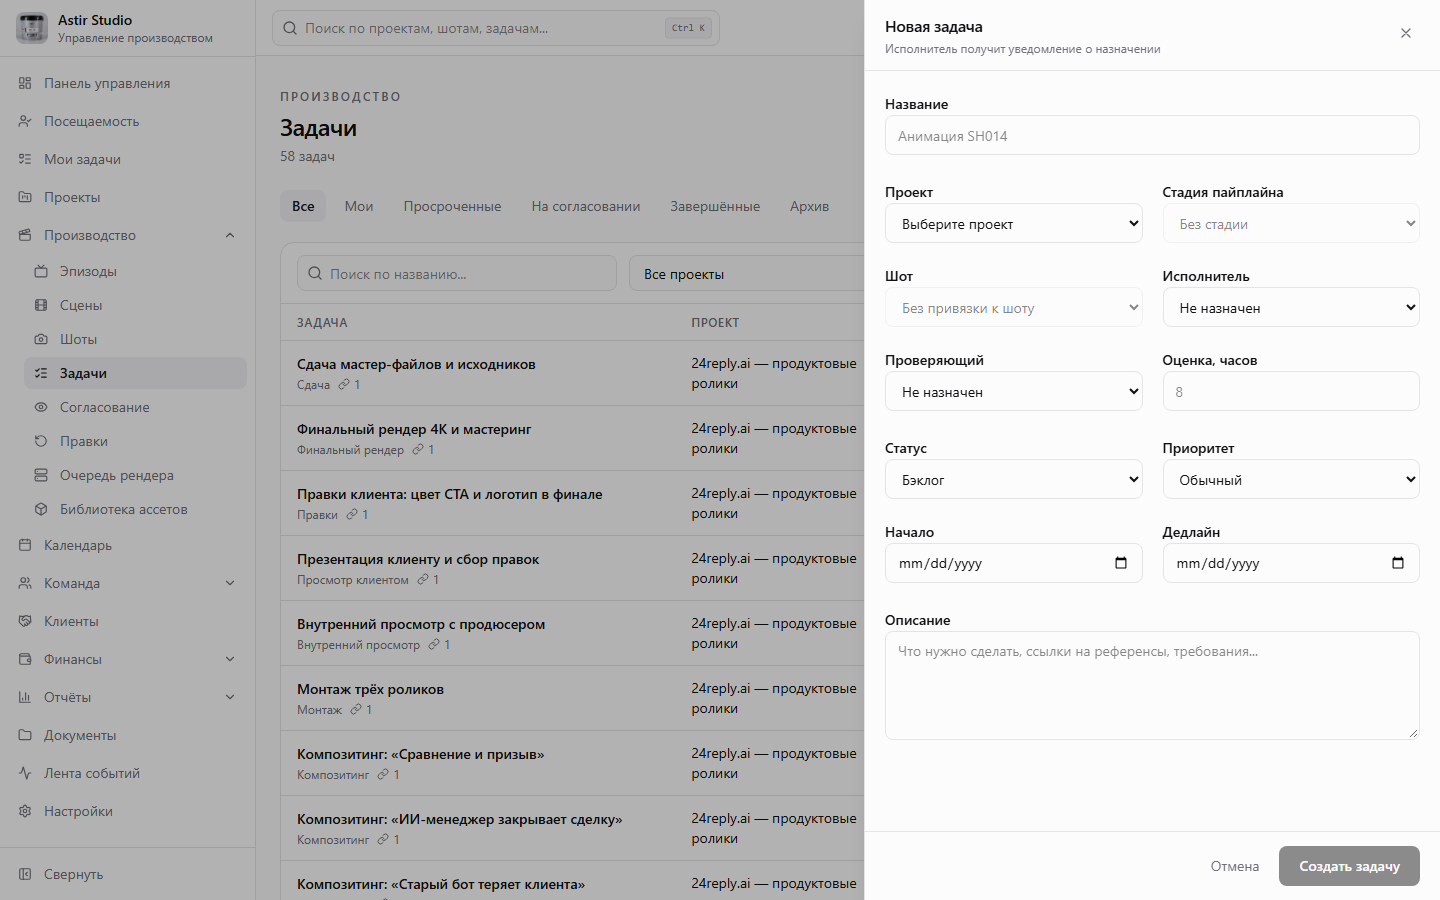 Astir Studio
Управление производством
Панель управления
Посещаемость
Мои задачи
Проекты
Производство
Эпизоды
Сцены
Шоты
Задачи
Согласование
Правки
Очередь рендера
Библиотека ассетов
Календарь
Команда
Клиенты
Финансы
Отчёты
Документы
Лента событий
Настройки
Свернуть
Поиск по проектам, шотам, задачам...
Ctrl K
ПРОИЗВОДСТВО
Задачи
58 задач
Все
Мои
Просроченные
На согласовании
Завершённые
Архив
Поиск по названию...
Все проекты
ЗАДАЧА
ПРОЕКТ
Сдача мастер-файлов и исходников
Сдача 1
24reply.ai — продуктовые
ролики
Финальный рендер 4К и мастеринг
Финальный рендер 1
24reply.ai — продуктовые
ролики
Правки клиента: цвет CTA и логотип в финале
Правки 1
24reply.ai — продуктовые
ролики
Презентация клиенту и сбор правок
Просмотр клиентом 1
24reply.ai — продуктовые
ролики
Внутренний просмотр с продюсером
Внутренний просмотр 1
24reply.ai — продуктовые
ролики
Монтаж трёх роликов
Монтаж 1
24reply.ai — продуктовые
ролики
Композитинг: «Сравнение и призыв»
Композитинг 1
24reply.ai — продуктовые
ролики
Композитинг: «ИИ-менеджер закрывает сделку»
Композитинг 1
24reply.ai — продуктовые
ролики
Композитинг: «Старый бот теряет клиента»
24reply.ai — продуктовые
Новая задача
Исполнитель получит уведомление о назначении
Название
Анимация SH014
Проект
Выберите проект
Стадия пайплайна
Без стадии
Шот
Без привязки к шоту
Исполнитель
Не назначен
Проверяющий
Не назначен
Оценка, часов
8
Статус
Бэклог
Приоритет
Обычный
Начало
mm/dd/yyyy
Дедлайн
mm/dd/yyyy
Описание
Что нужно сделать, ссылки на референсы, требования...
Отмена
Создать задачу